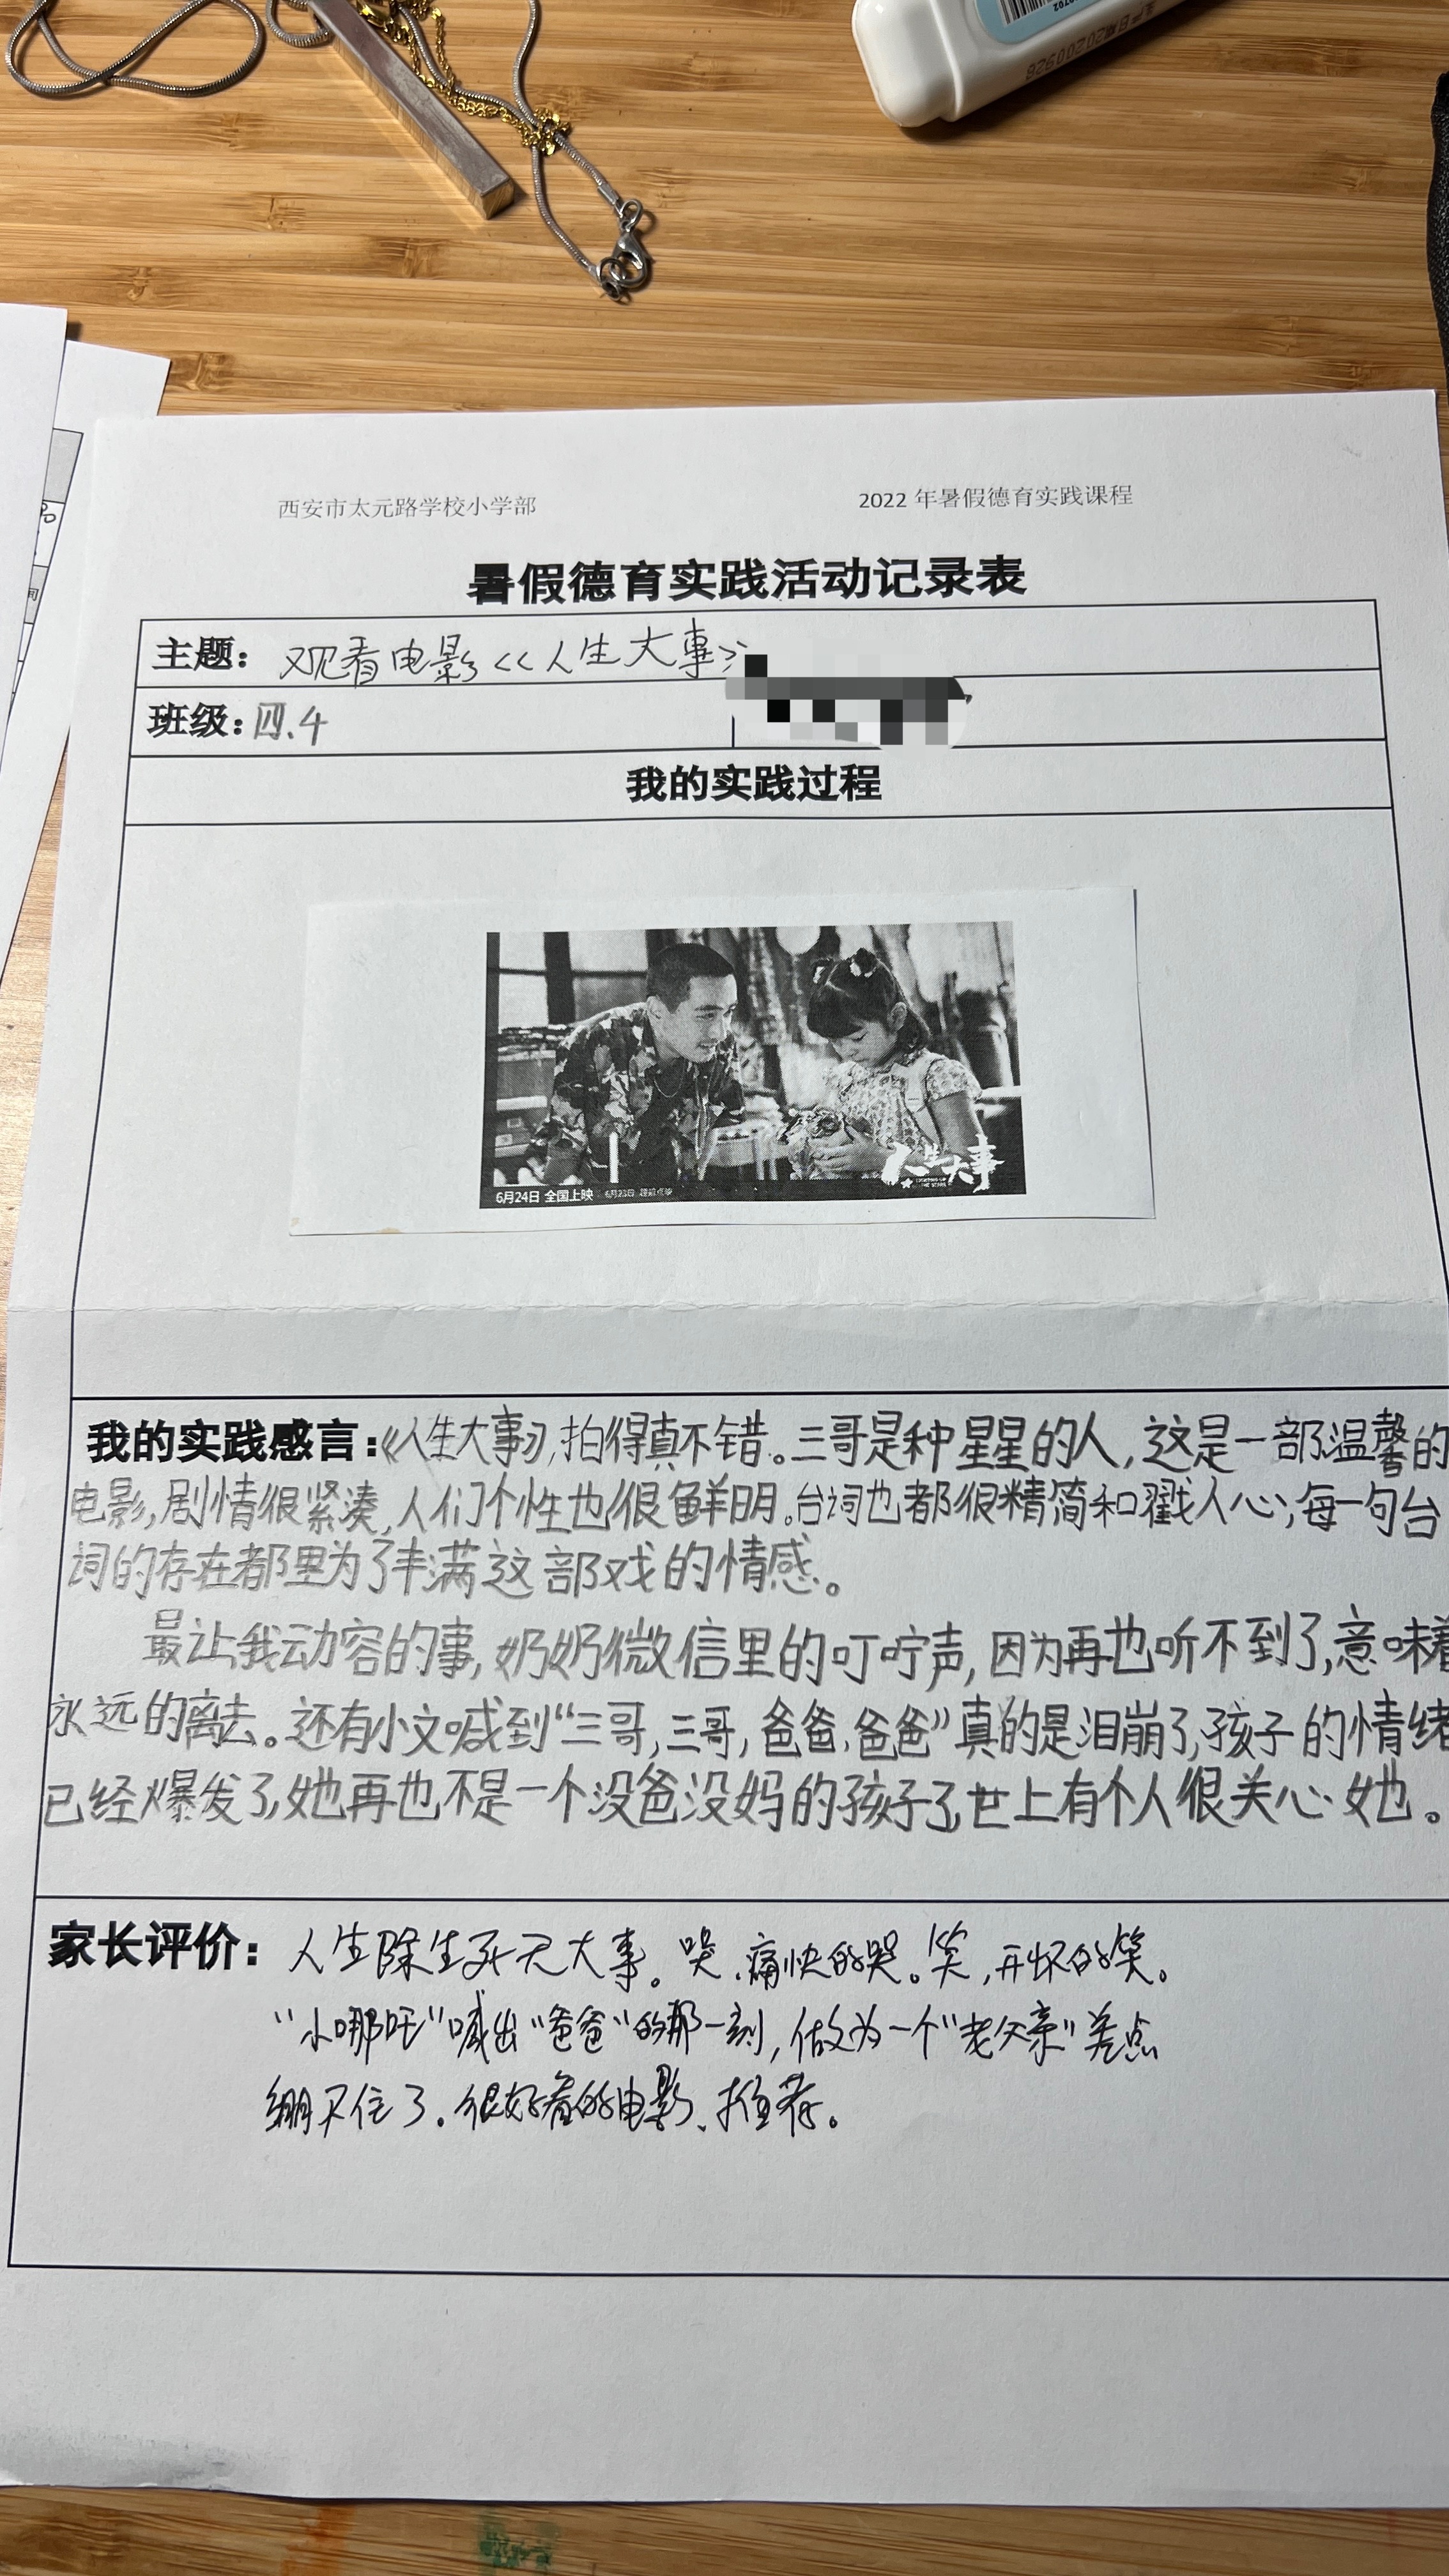 20200928
西安市太元路学校小学部
2022 年暑假德育实践课程
暑假德育实践活动记录表
主题：观看电影<<人生大事>>
班级：四.4
我的实践过程
人生大事
6月24日 全国上映
我的实践感言：《人生大事》，拍得真不错。三哥是种星星的人，这是一部温馨的
电影，剧情很紧凑，人们个性也很鲜明。台词也都很精简和戳人心；每一句台
词的存在都里为了丰满这部戏的情感。
最让我动容的事，奶奶微信里的叮咛声，因为再也听不到了，意味着
永远的离去。还有小文喊到“三哥，三哥，爸爸，爸爸”真的是泪崩了，孩子的情绪
已经爆发了，她再也不是一个没爸没妈的孩子了，世上有个人很关心她。
家长评价：人生除生死无大事。哭、痛快的哭。笑，开怀的笑。
“小哪吒”喊出“爸爸”的那一刻，做为一个“老父亲”差点
绷不住了。很好看的电影、推荐。